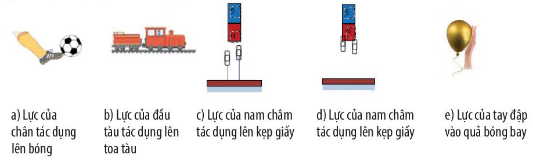 a) Lực của
chân tác dụng
lên bóng
b) Lực của đầu
tàu tác dụng lên
toa tàu
c) Lực của nam châm
tác dụng lên kẹp giấy
d) Lực của nam châm
tác dụng lên kẹp giấy
e) Lực của tay đập
vào quả bóng bay